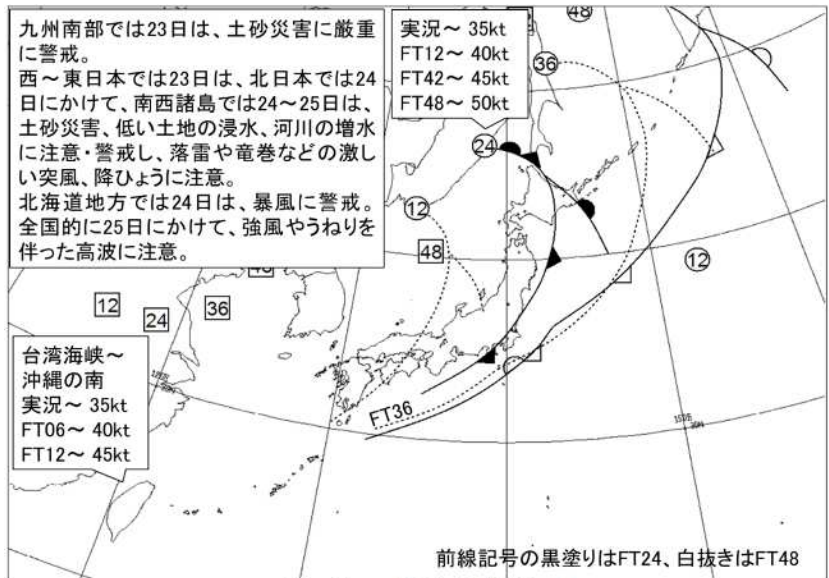 九州南部では23日は、土砂災害に厳重
に警戒。
西～東日本では23日は、北日本では24
日にかけて、南西諸島では24～25日は、
土砂災害、低い土地の浸水、河川の増水
に注意・警戒し、落雷や竜巻などの激し
い突風、降ひょうに注意。
北海道地方では24日は、暴風に警戒。
全国的に25日にかけて、強風やうねりを
伴った高波に注意。
実況～ 35kt
FT12～ 40kt
FT42～ 45kt
FT48～ 50kt
48
36
24
12
48
12
12
24
36
台湾海峡～
沖縄の南
実況～ 35kt
FT06～ 40kt
FT12～ 45kt
FT36
150E
30N
前線記号の黒塗りはFT24、白抜きはFT48